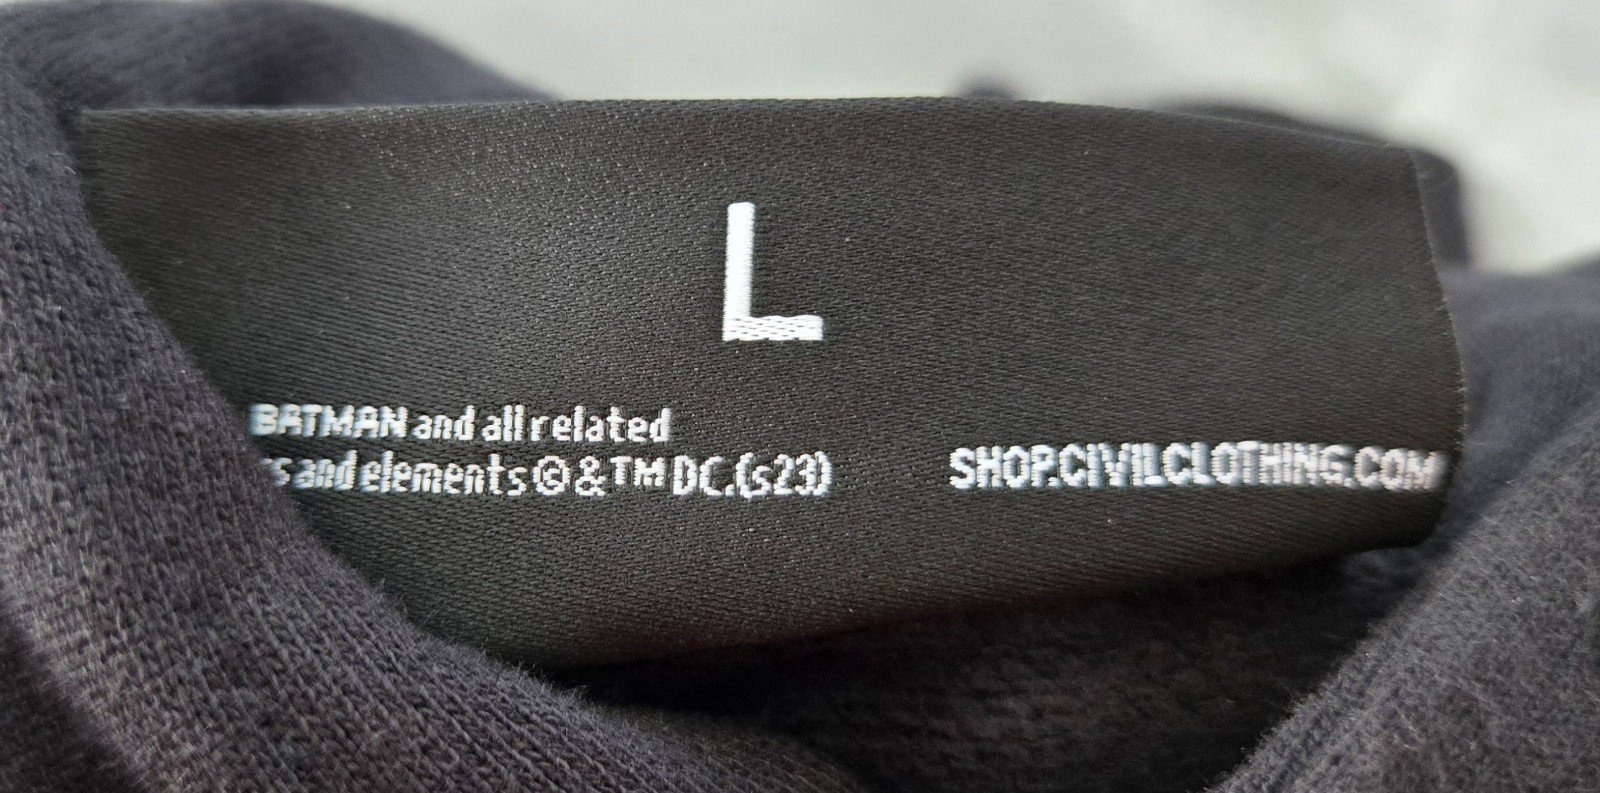 L
BATMAN and all related
s and elements © & ™ DC. (s23)
SHOP.CIVILCLOTHING.COM